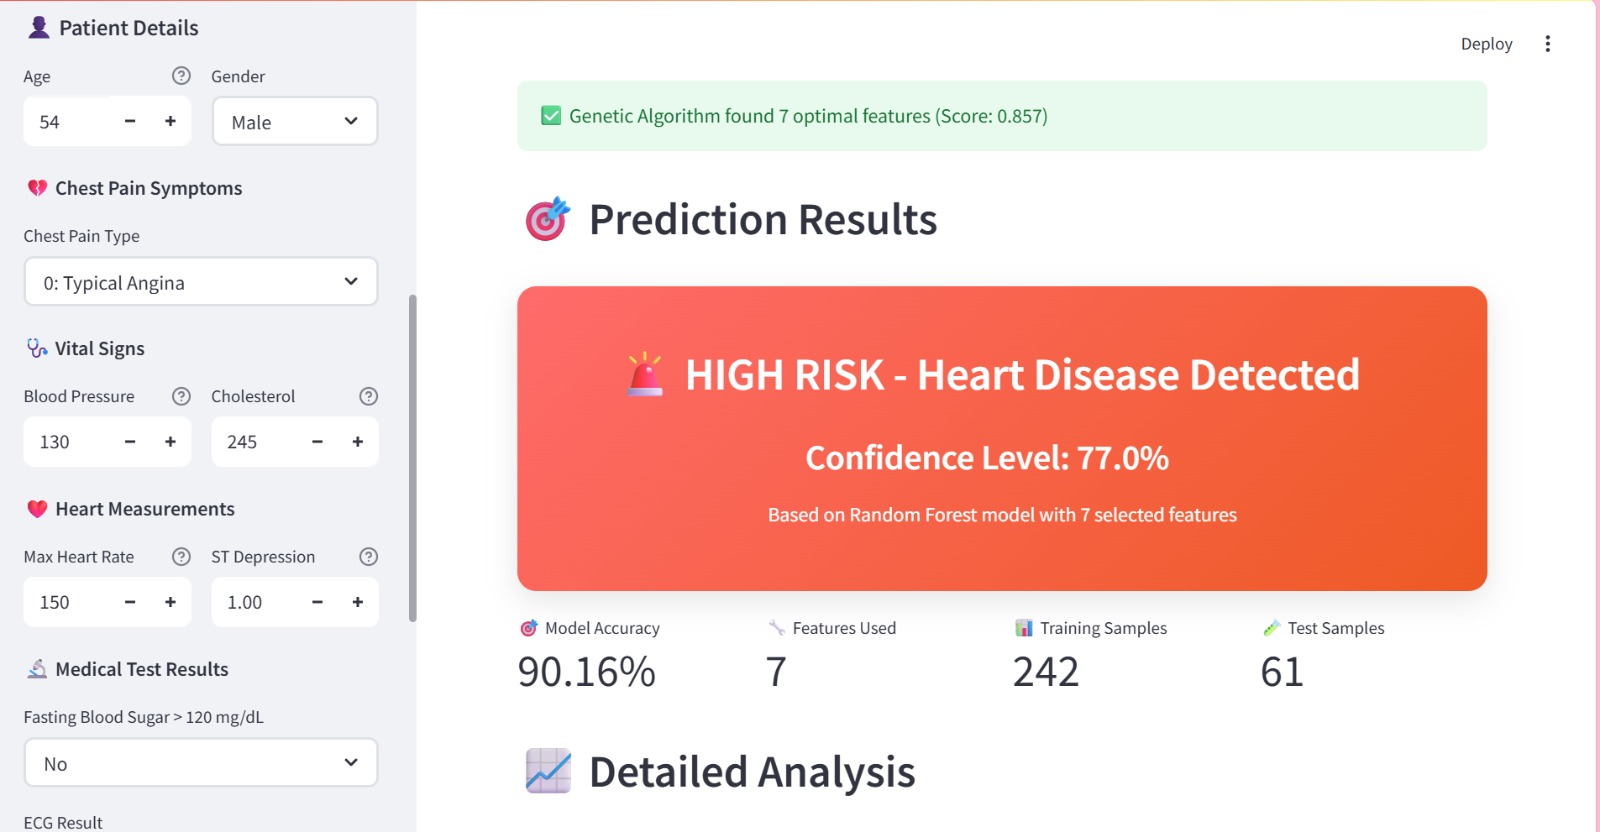 Patient Details
Age
Gender
54
Male
Chest Pain Symptoms
Chest Pain Type
0: Typical Angina
Vital Signs
Blood Pressure
Cholesterol
130
245
Heart Measurements
Max Heart Rate
ST Depression
150
1.00
Medical Test Results
Fasting Blood Sugar > 120 mg/dL
No
ECG Result
Deploy
Genetic Algorithm found 7 optimal features (Score: 0.857)
Prediction Results
HIGH RISK - Heart Disease Detected
Confidence Level: 77.0%
Based on Random Forest model with 7 selected features
Model Accuracy
90.16%
Features Used
7
Training Samples
242
Test Samples
61
Detailed Analysis